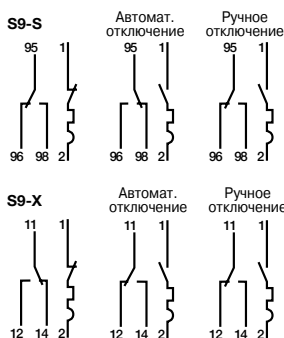 S9-S
Автомат. отключение
Ручное отключение
95 1 95 1 95 1
96 98 2 96 98 2 96 98 2
S9-X
Автомат. отключение
Ручное отключение
11 1 11 1 11 1
12 14 2 12 14 2 12 14 2